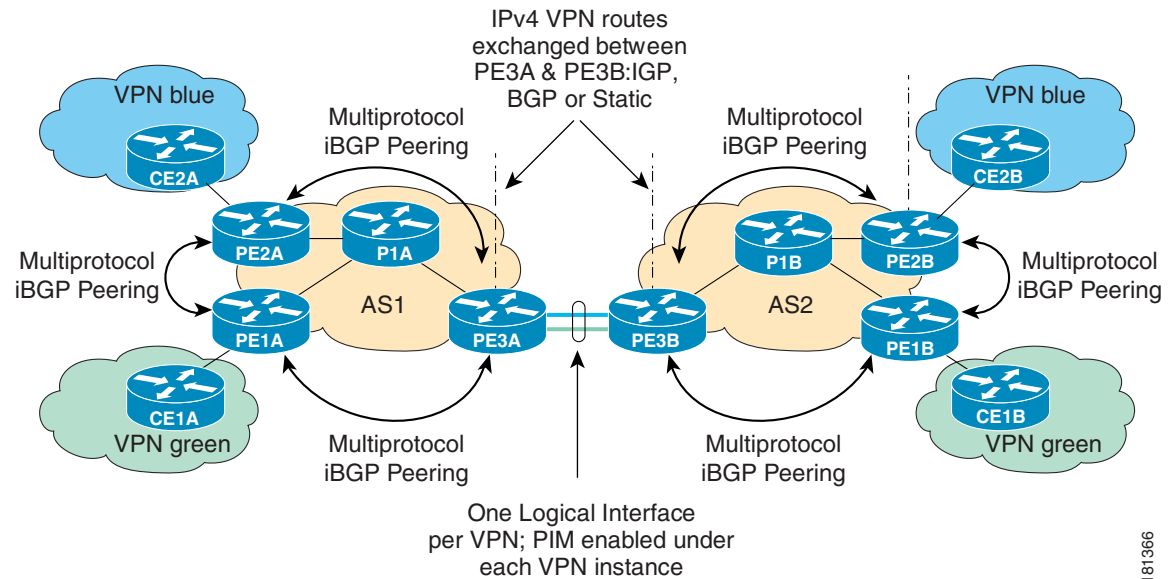 IPv4 VPN routes
exchanged between
PE3A & PE3B:IGP,
BGP or Static
VPN blue
CE2A
Multiprotocol
iBGP Peering
Multiprotocol
iBGP Peering
VPN blue
CE2B
PE2A
P1A
P1B
PE2B
Multiprotocol
iBGP Peering
Multiprotocol
iBGP Peering
AS1
AS2
PE1A
PE3A
PE3B
PE1B
CE1A
VPN green
CE1B
VPN green
Multiprotocol
iBGP Peering
Multiprotocol
iBGP Peering
One Logical Interface
per VPN; PIM enabled under
each VPN instance
181366